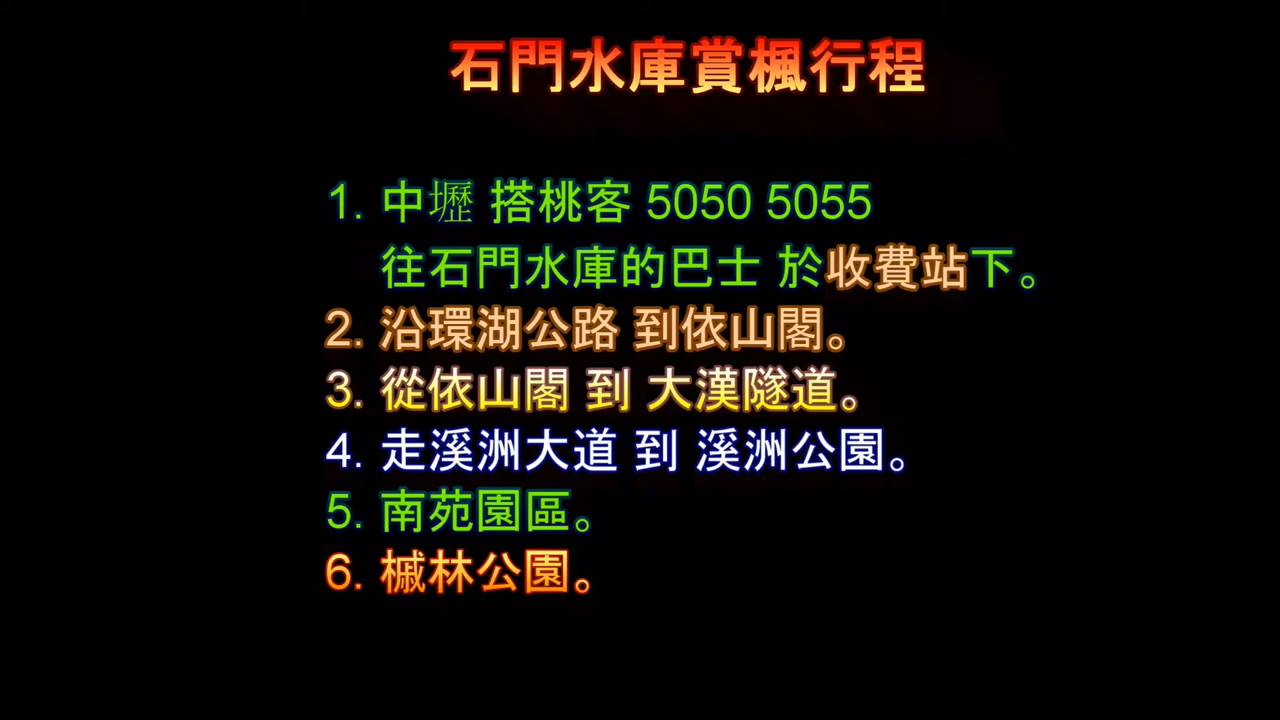 石門水庫賞楓行程
1. 中壢 搭桃客 5050 5055
往石門水庫的巴士 於收費站下。
2. 沿環湖公路 到依山閣。
3. 從依山閣 到 大漢隧道。
4. 走溪洲大道 到 溪洲公園。
5. 南苑園區。
6. 槭林公園。